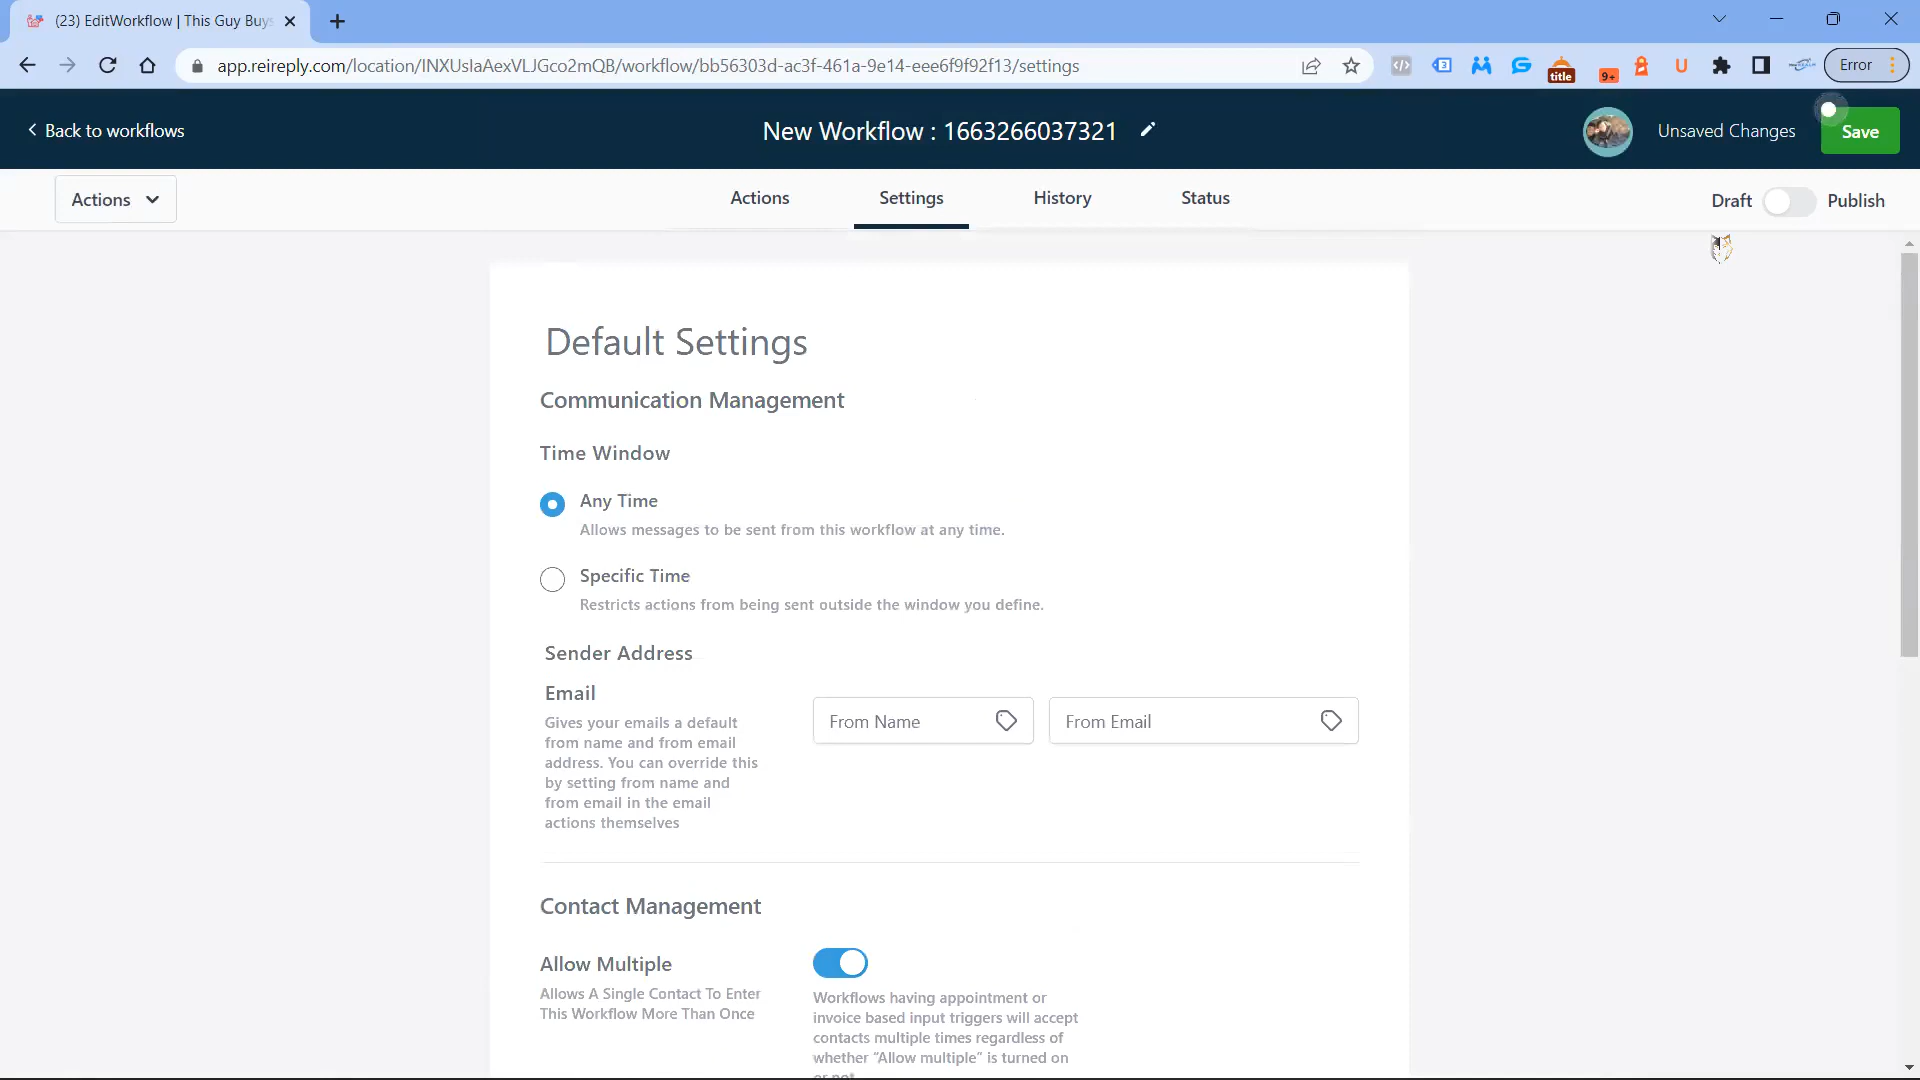 (23) EditWorkflow | This Guy Buys
app.reireply.com/location/INXUsIaAexVLJGco2mQB/workflow/bb56303d-ac3f-461a-9e14-eee6f9f92f13/settings
title
9+
U
Error
Back to workflows
New Workflow : 1663266037321
Unsaved Changes
Save
Actions
Actions
Settings
History
Status
Draft
Publish
Default Settings
Communication Management
Time Window
Any Time
Allows messages to be sent from this workflow at any time.
Specific Time
Restricts actions from being sent outside the window you define.
Sender Address
Email
Gives your emails a default
from name and from email
address. You can override this
by setting from name and
from email in the email
actions themselves
From Name
From Email
Contact Management
Allow Multiple
Allows A Single Contact To Enter
This Workflow More Than Once
Workflows having appointment or
invoice based input triggers will accept
contacts multiple times regardless of
whether “Allow multiple” is turned on
or not